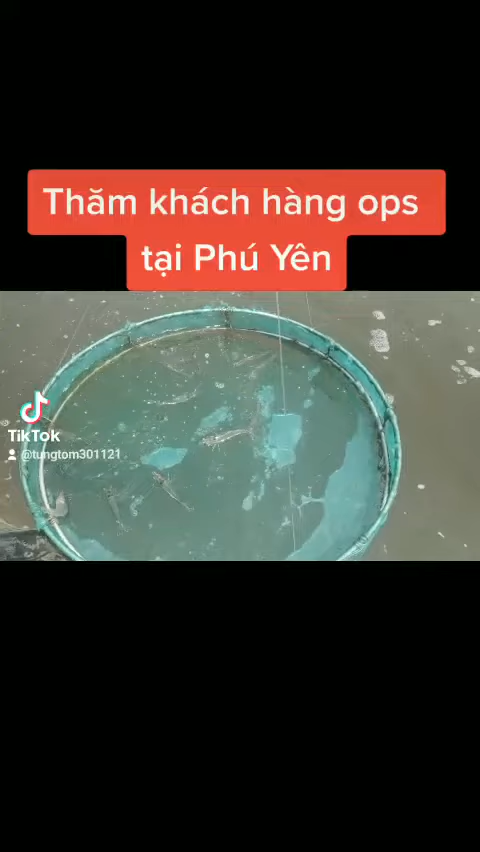 Thăm khách hàng ops
tại Phú Yên
TikTok
@tungtom301121